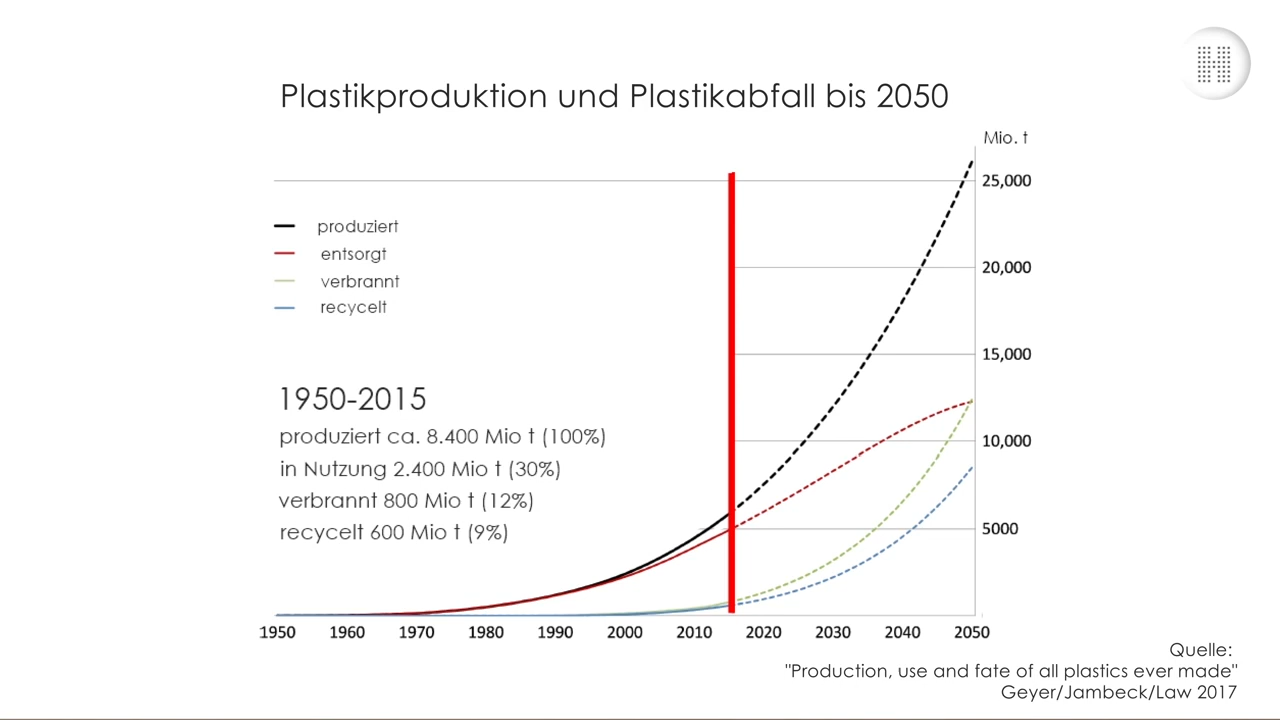 H
Plastikproduktion und Plastikabfall bis 2050
Mio. t
25,000
20,000
15,000
10,000
5000
produziert
entsorgt
verbrannt
recycelt
1950-2015
produziert ca. 8.400 Mio t (100%)
in Nutzung 2.400 Mio t (30%)
verbrannt 800 Mio t (12%)
recycelt 600 Mio t (9%)
1950 1960 1970 1980 1990 2000 2010 2020 2030 2040 2050
Quelle:
"Production, use and fate of all plastics ever made"
Geyer/Jambeck/Law 2017